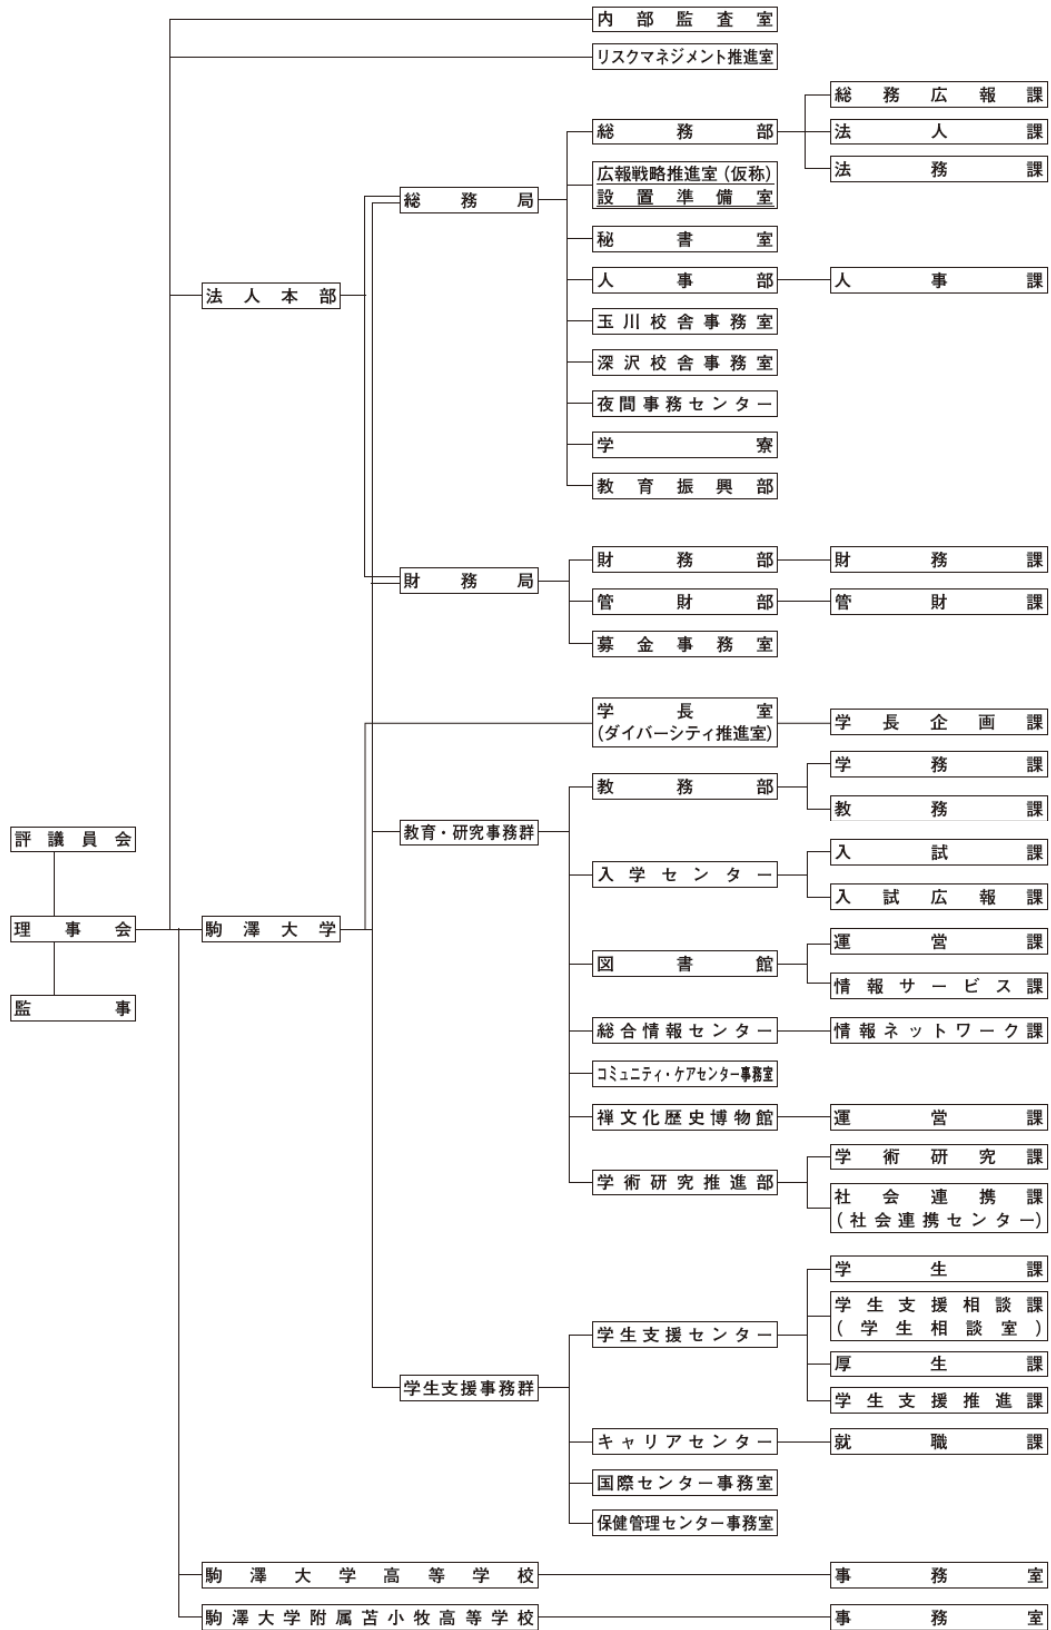 内部監査室
リスクマネジメント推進室
総務広報課
総務部
法人課
法務課
広報戦略推進室(仮称)
設置準備室
総務局
秘書室
人事部
人事課
法人本部
玉川校舎事務室
深沢校舎事務室
夜間事務センター
学寮
教育振興部
財務部
財務課
財務局
管財部
管財課
募金事務室
学長室
(ダイバーシティ推進室)
学長企画課
学務課
教務部
教務課
評議員会
教育・研究事務群
入試課
入学センター
入試広報課
理事会
駒澤大学
運営課
図書館
情報サービス課
監事
総合情報センター
情報ネットワーク課
コミュニティ・ケアセンター事務室
禅文化歴史博物館
運営課
学術研究課
学術研究推進部
社会連携課
(社会連携センター)
学生課
学生支援相談課
(学生相談室)
学生支援センター
厚生課
学生支援事務群
学生支援推進課
キャリアセンター
就職課
国際センター事務室
保健管理センター事務室
駒澤大学高等学校
事務室
駒澤大学附属苫小牧高等学校
事務室